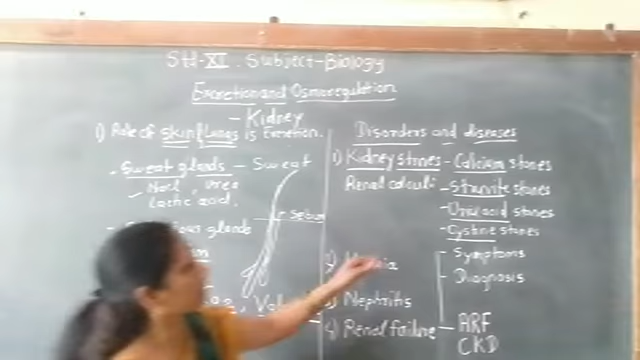 Std-XI Subject-Biology
Excretion and Osmoregulation
- Kidney
1) Role of skin & lungs is Excretion.
- Sweat glands - Sweat
- NaCl, urea
lactic acid.
glands
Disorders and diseases
1) Kidney stones - Calcium stones
Renal calculi - Struvite stones
- Uric acid stones
- Cystine stones
- Symptoms
- Diagnosis
3) Nephritis
4) Renal failure - ARF
CKD